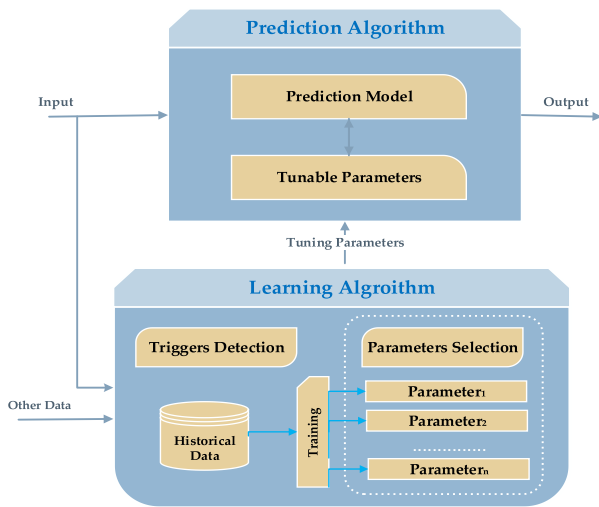 Prediction Algorithm
Input
Output
Prediction Model
Tunable Parameters
Tuning Parameters
Learning Algroithm
Triggers Detection
Parameters Selection
Other Data
Historical
Data
Training
Parameter₁
Parameter₂
..............
Parameterₙ